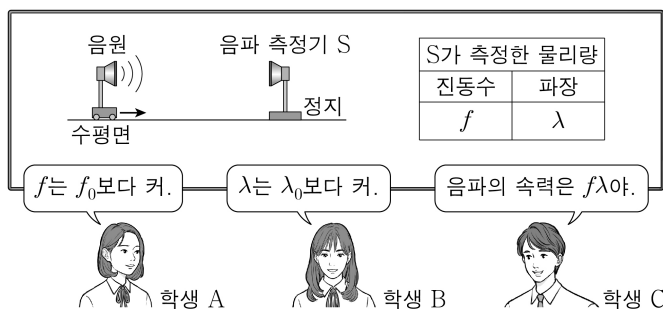 음원
음파 측정기 S
정지
수평면
S가 측정한 물리량
진동수 파장
f λ
f는 f₀보다 커.
λ는 λ₀보다 커.
음파의 속력은 fλ야.
학생 A
학생 B
학생 C